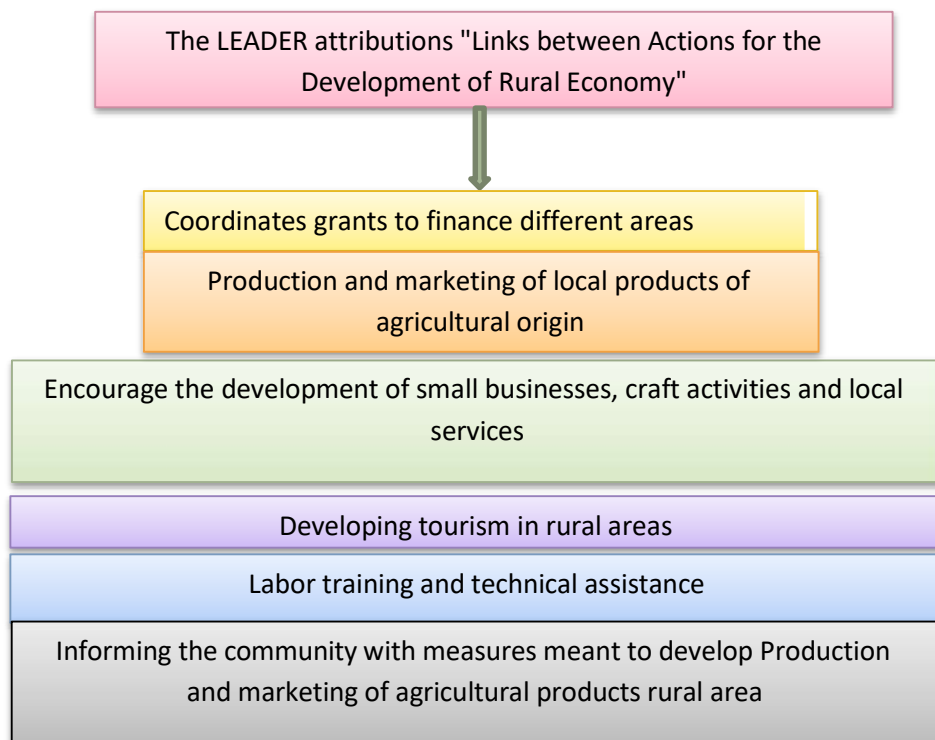 The LEADER attributions "Links between Actions for the
Development of Rural Economy"
Coordinates grants to finance different areas
Production and marketing of local products of
agricultural origin
Encourage the development of small businesses, craft activities and local
services
Developing tourism in rural areas
Labor training and technical assistance
Informing the community with measures meant to develop Production
and marketing of agricultural products rural area